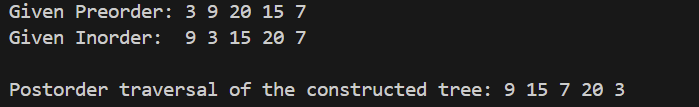 Given Preorder: 3 9 20 15 7
Given Inorder:  9 3 15 20 7
Postorder traversal of the constructed tree: 9 15 7 20 3